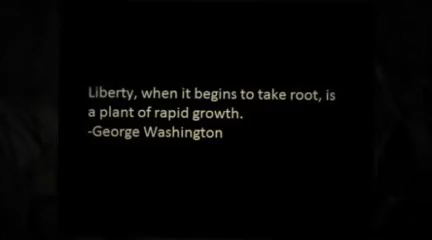 Liberty, when it begins to take root, is
a plant of rapid growth.
-George Washington